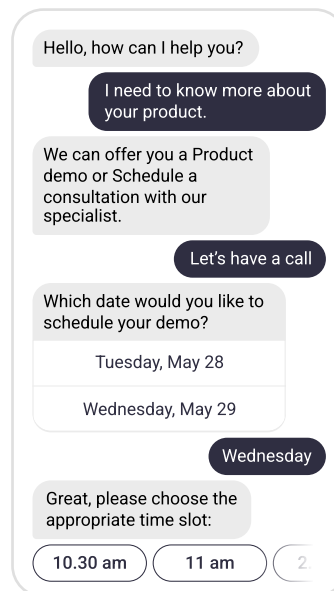 Hello, how can I help you?
I need to know more about
your product.
We can offer you a Product
demo or Schedule a
consultation with our
specialist.
Let's have a call
Which date would you like to
schedule your demo?
Tuesday, May 28
Wednesday, May 29
Wednesday
Great, please choose the
appropriate time slot:
10.30 am
11 am